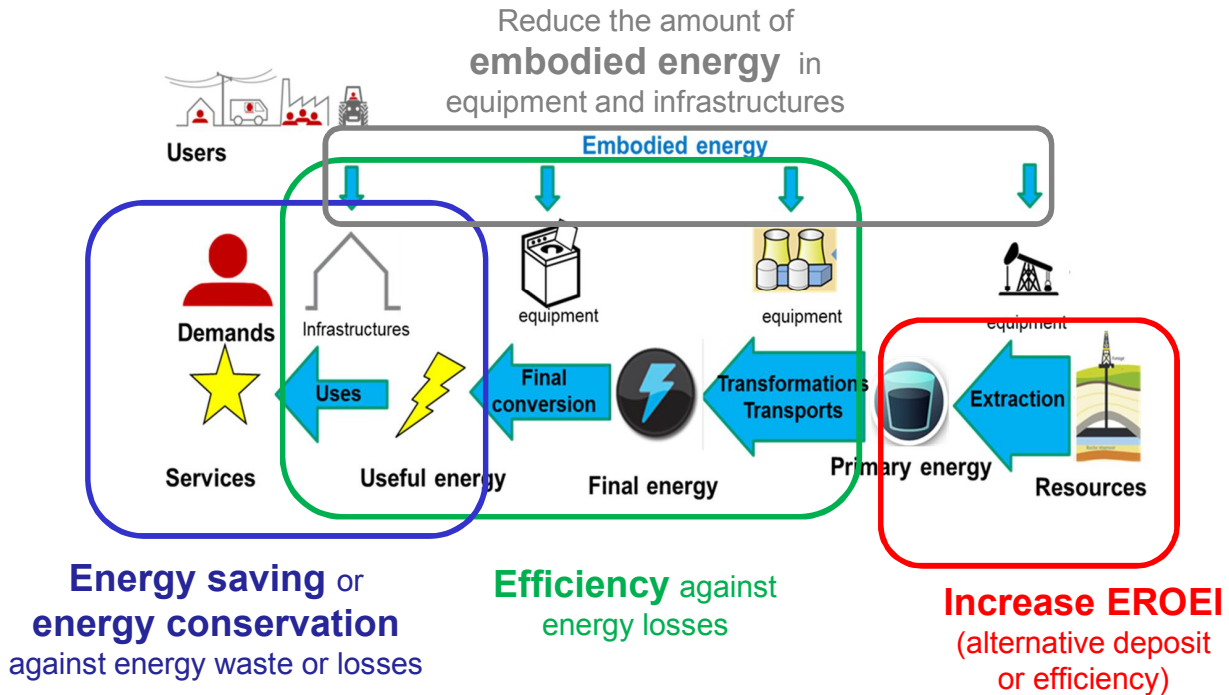 Reduce the amount of
embodied energy in
equipment and infrastructures
Users
Embodied energy
Demands
Infrastructures
equipment
equipment
equipment
Uses
Final
conversion
Transformations
Transports
Extraction
Services
Useful energy
Final energy
Primary energy
Resources
Energy saving or
energy conservation
against energy waste or losses
Efficiency against
energy losses
Increase EROEI
(alternative deposit
or efficiency)